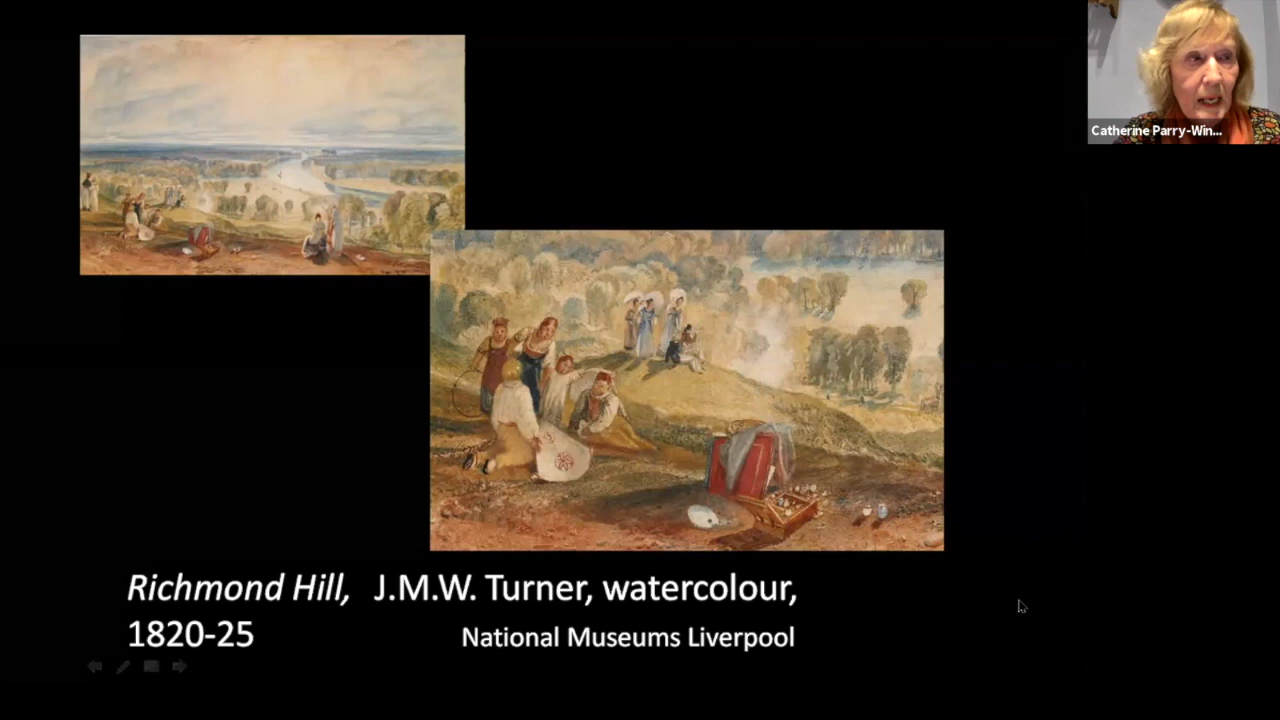 Catherine Parry-Win...
Richmond Hill, J.M.W. Turner, watercolour,
1820-25 National Museums Liverpool